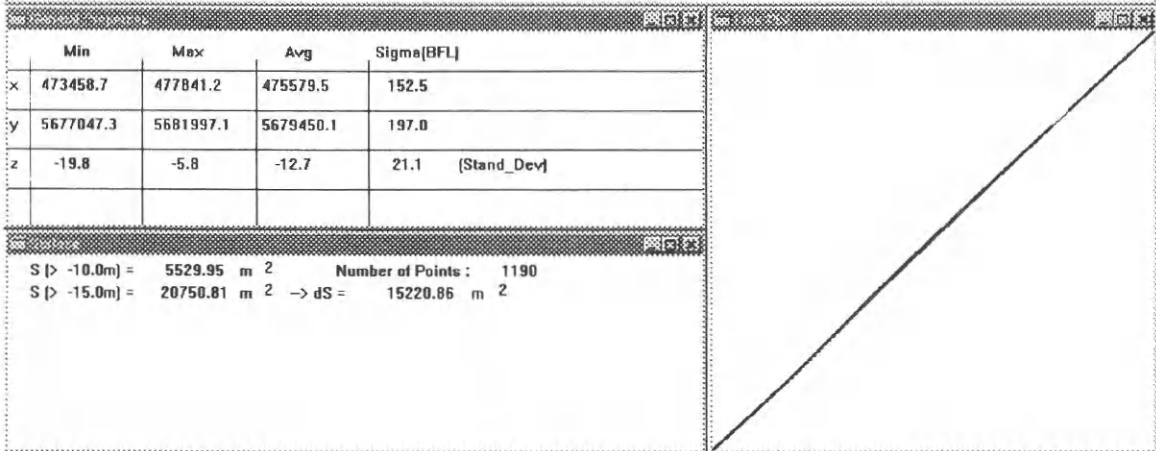 Min Max Avg Sigma(BFL)
x 473458.7 477841.2 475579.5 152.5
y 5677047.3 5681997.1 5679450.1 197.0
z -19.8 -5.8 -12.7 21.1 (Stand_Dev)
S (> -10.0m) = 5529.95 m 2 Number of Points : 1190
S (> -15.0m) = 20750.81 m 2 --> dS = 15220.86 m 2